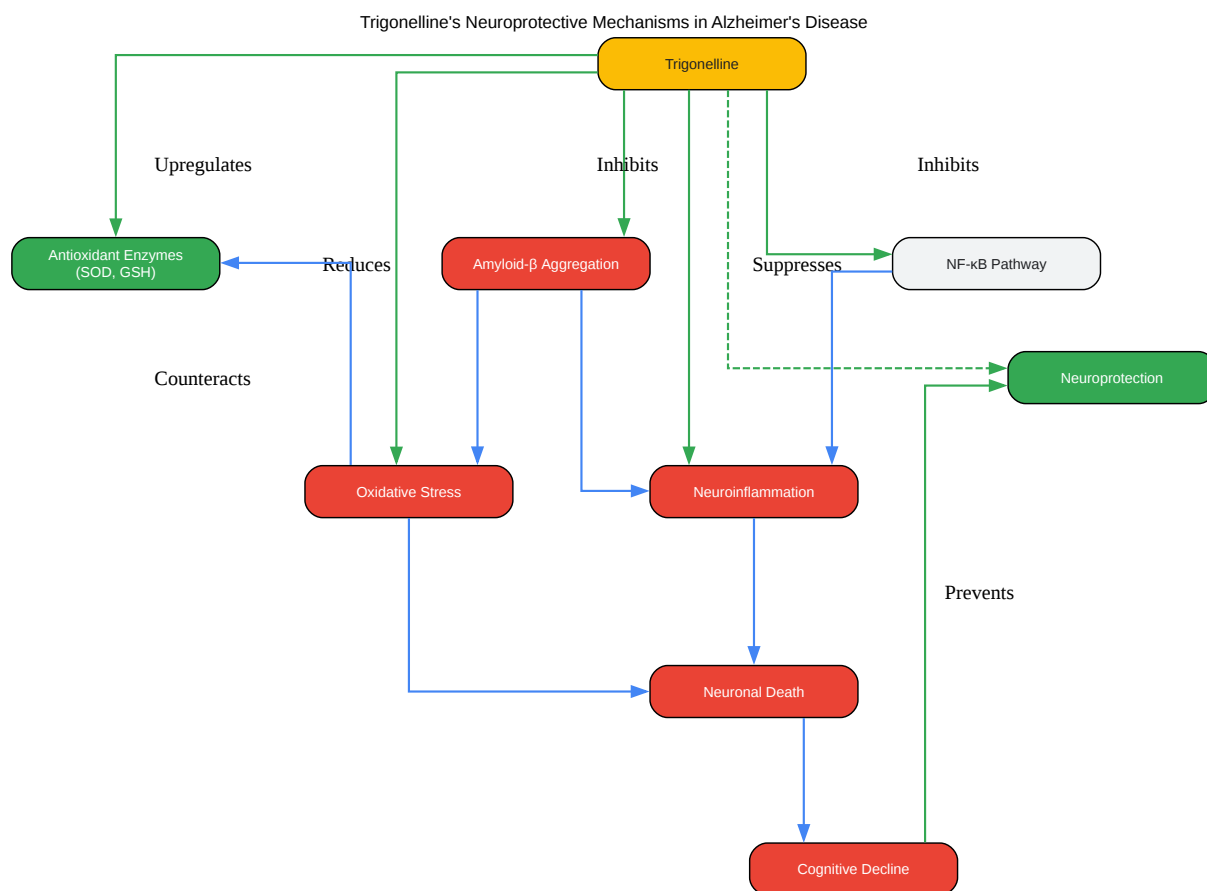 Trigonelline's Neuroprotective Mechanisms in Alzheimer's Disease
Trigonelline
Upregulates
Inhibits
Inhibits
Antioxidant Enzymes
(SOD, GSH)
Reduces
Amyloid-β Aggregation
Suppresses
NF-κB Pathway
Counteracts
Neuroprotection
Oxidative Stress
Neuroinflammation
Prevents
Neuronal Death
Cognitive Decline